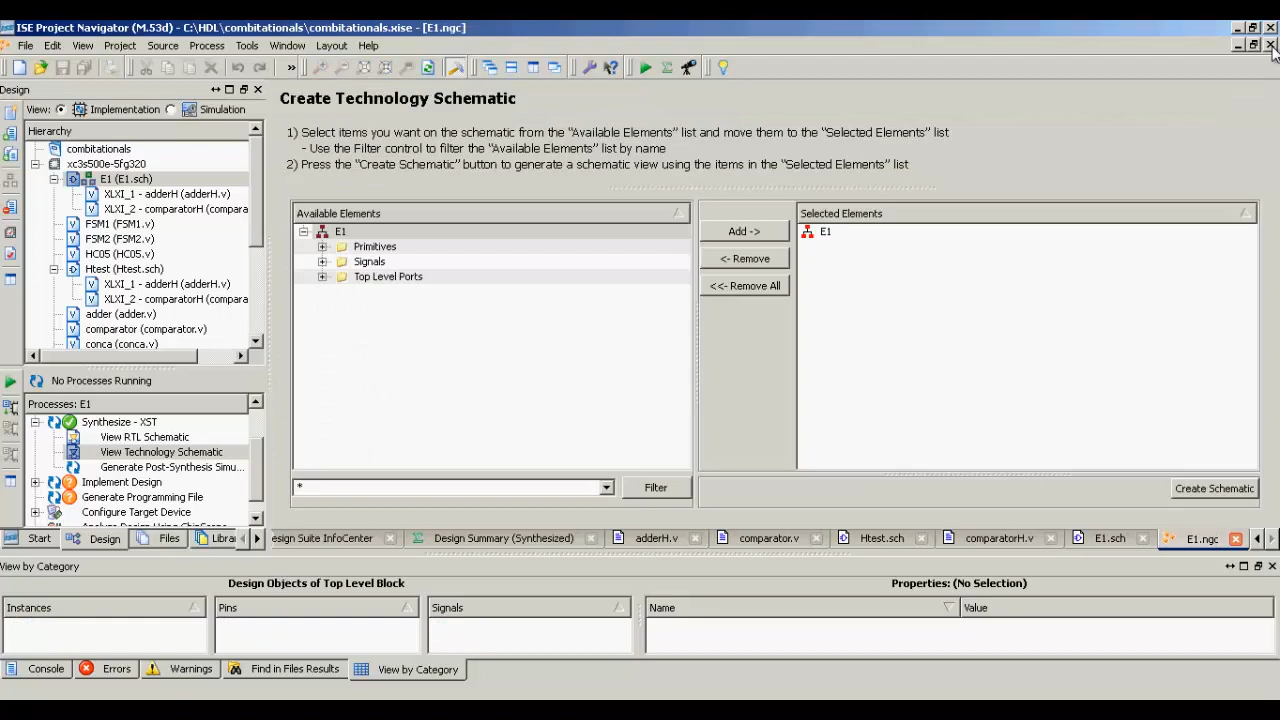 ISE Project Navigator (M.53d) - C:\HDL\combitationals\combitationals.xise - [E1.ngc]
File Edit View Project Source Process Tools Window Layout Help
»
Design
View: Implementation Simulation
Hierarchy
combitationals
xc3s500e-5fg320
E1 (E1.sch)
XLXI_1 - adderH (adderH.v)
XLXI_2 - comparatorH (compara
FSM1 (FSM1.v)
FSM2 (FSM2.v)
HC05 (HC05.v)
Htest (Htest.sch)
XLXI_1 - adderH (adderH.v)
XLXI_2 - comparatorH (compara
adder (adder.v)
comparator (comparator.v)
conca (conca.v)
No Processes Running
Processes: E1
Synthesize - XST
View RTL Schematic
View Technology Schematic
Generate Post-Synthesis Simu...
Implement Design
Generate Programming File
Configure Target Device
Analyze Design Using ChipScope
Start Design Files Librar
Create Technology Schematic
1) Select items you want on the schematic from the "Available Elements" list and move them to the "Selected Elements" list
- Use the Filter control to filter the "Available Elements" list by name
2) Press the "Create Schematic" button to generate a schematic view using the items in the "Selected Elements" list
Available Elements
E1
Primitives
Signals
Top Level Ports
* Filter
Add ->
<- Remove
<<- Remove All
Selected Elements
E1
Create Schematic
esign Suite InfoCenter Design Summary (Synthesized) adderH.v comparator.v Htest.sch comparatorH.v E1.sch E1.ngc
View by Category
Design Objects of Top Level Block
Properties: (No Selection)
Instances Pins Signals Name Value
Console Errors Warnings Find in Files Results View by Category